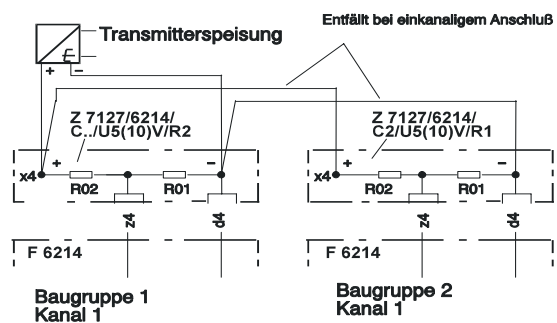 Entfällt bei einkanaligem Anschluß
Transmitterspeisung
+ −
Z 7127/6214/
C../U5(10)V/R2
Z 7127/6214/
C2/U5(10)V/R1
+ −
x4
R02 R01
z4
d4
+ −
x4
R02 R01
z4
d4
F 6214
F 6214
Baugruppe 1
Kanal 1
Baugruppe 2
Kanal 1